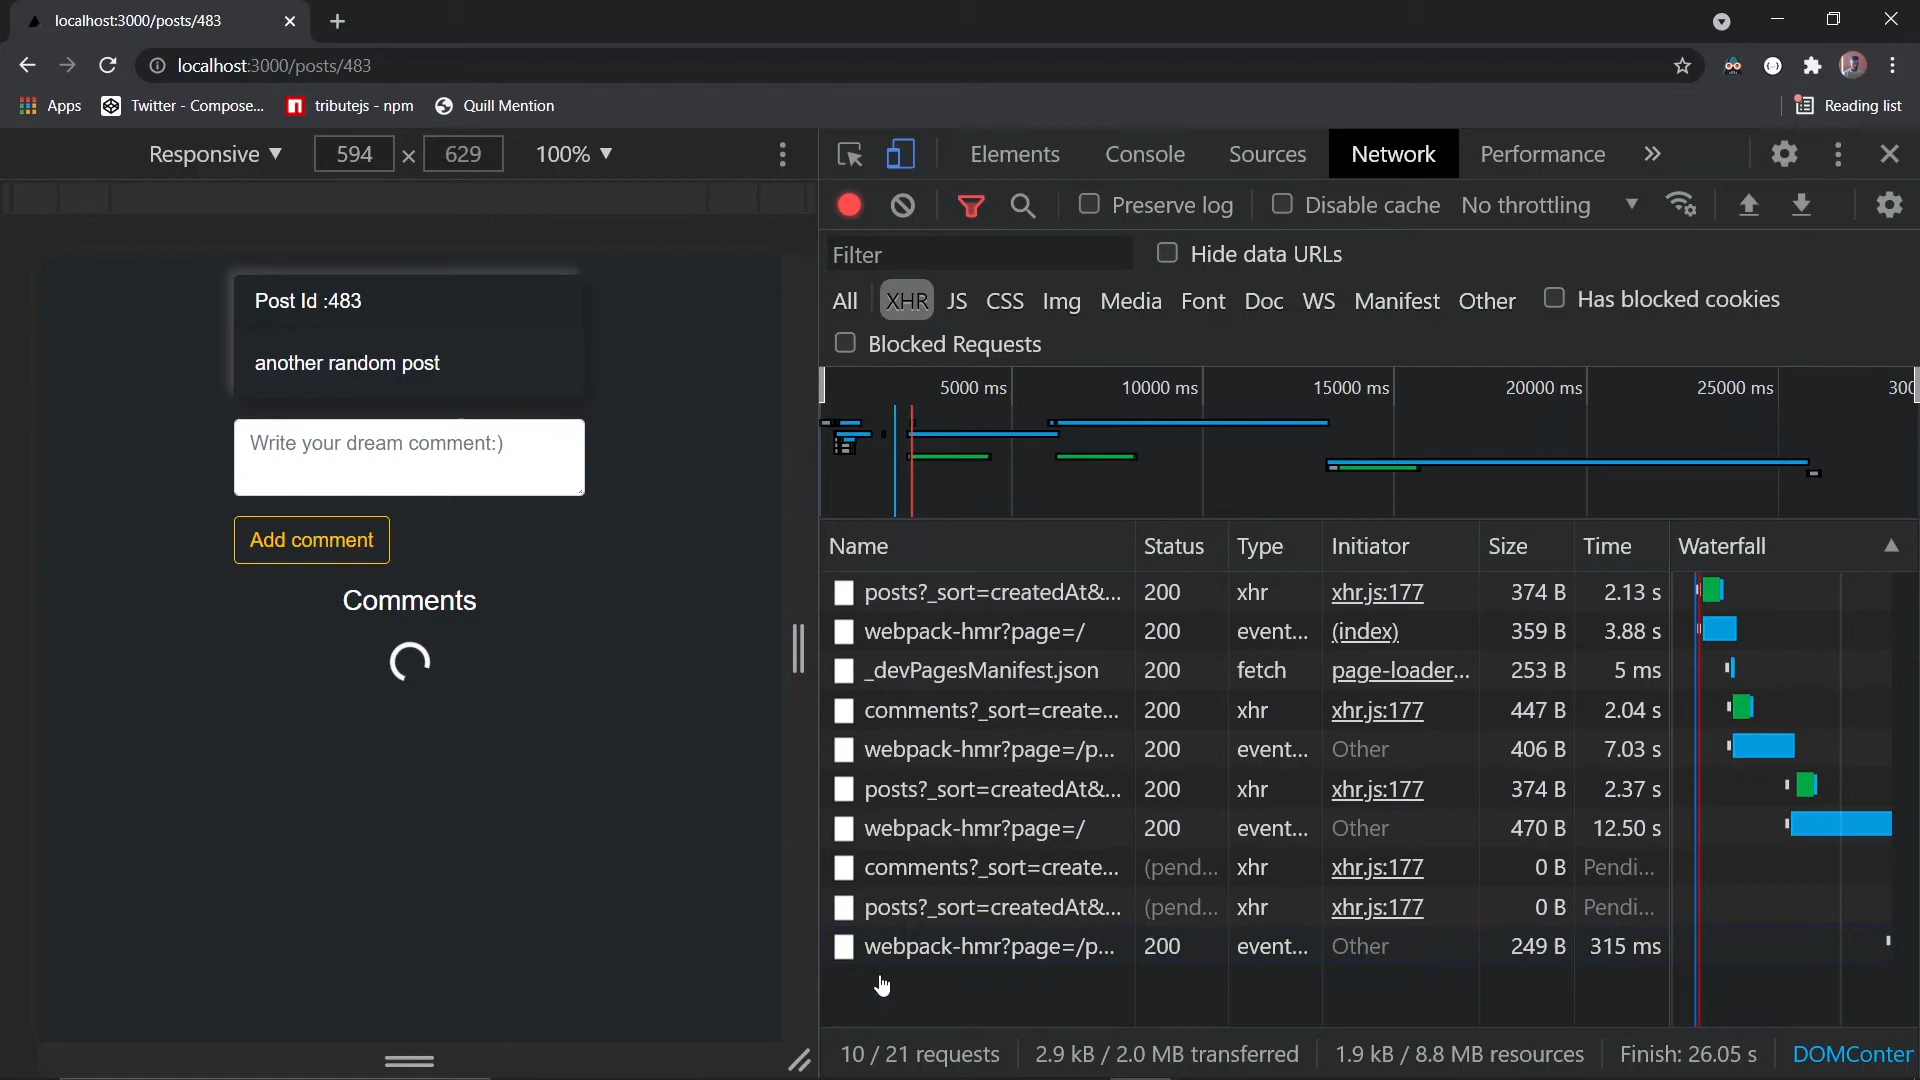 localhost:3000/posts/483
localhost:3000/posts/483
Apps
Twitter - Compose...
tributejs - npm
Quill Mention
Reading list
Responsive
594 × 629
100%
Elements
Console
Sources
Network
Performance
Preserve log
Disable cache
No throttling
Filter
Hide data URLs
All XHR JS CSS Img Media Font Doc WS Manifest Other
Has blocked cookies
Blocked Requests
5000 ms 10000 ms 15000 ms 20000 ms 25000 ms 300
Post Id :483
another random post
Write your dream comment:)
Add comment
Comments
Name Status Type Initiator Size Time Waterfall
posts?_sort=createdAt&... 200 xhr xhr.js:177 374 B 2.13 s
webpack-hmr?page=/ 200 event... (index) 359 B 3.88 s
_devPagesManifest.json 200 fetch page-loader... 253 B 5 ms
comments?_sort=create... 200 xhr xhr.js:177 447 B 2.04 s
webpack-hmr?page=/p... 200 event... Other 406 B 7.03 s
posts?_sort=createdAt&... 200 xhr xhr.js:177 374 B 2.37 s
webpack-hmr?page=/ 200 event... Other 470 B 12.50 s
comments?_sort=create... (pend... xhr xhr.js:177 0 B Pendi...
posts?_sort=createdAt&... (pend... xhr xhr.js:177 0 B Pendi...
webpack-hmr?page=/p... 200 event... Other 249 B 315 ms
10 / 21 requests 2.9 kB / 2.0 MB transferred 1.9 kB / 8.8 MB resources Finish: 26.05 s DOMConter